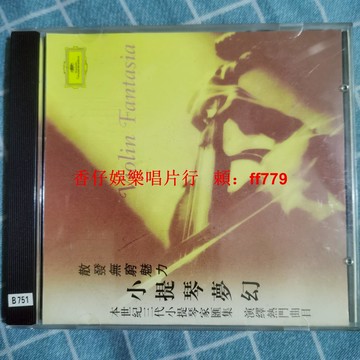 Violin Fantasia
香仔娛樂唱片行 賴：ff779
散發無窮魅力
小提琴夢幻
本世紀三代小提琴家匯集 演繹熱門曲目
B751